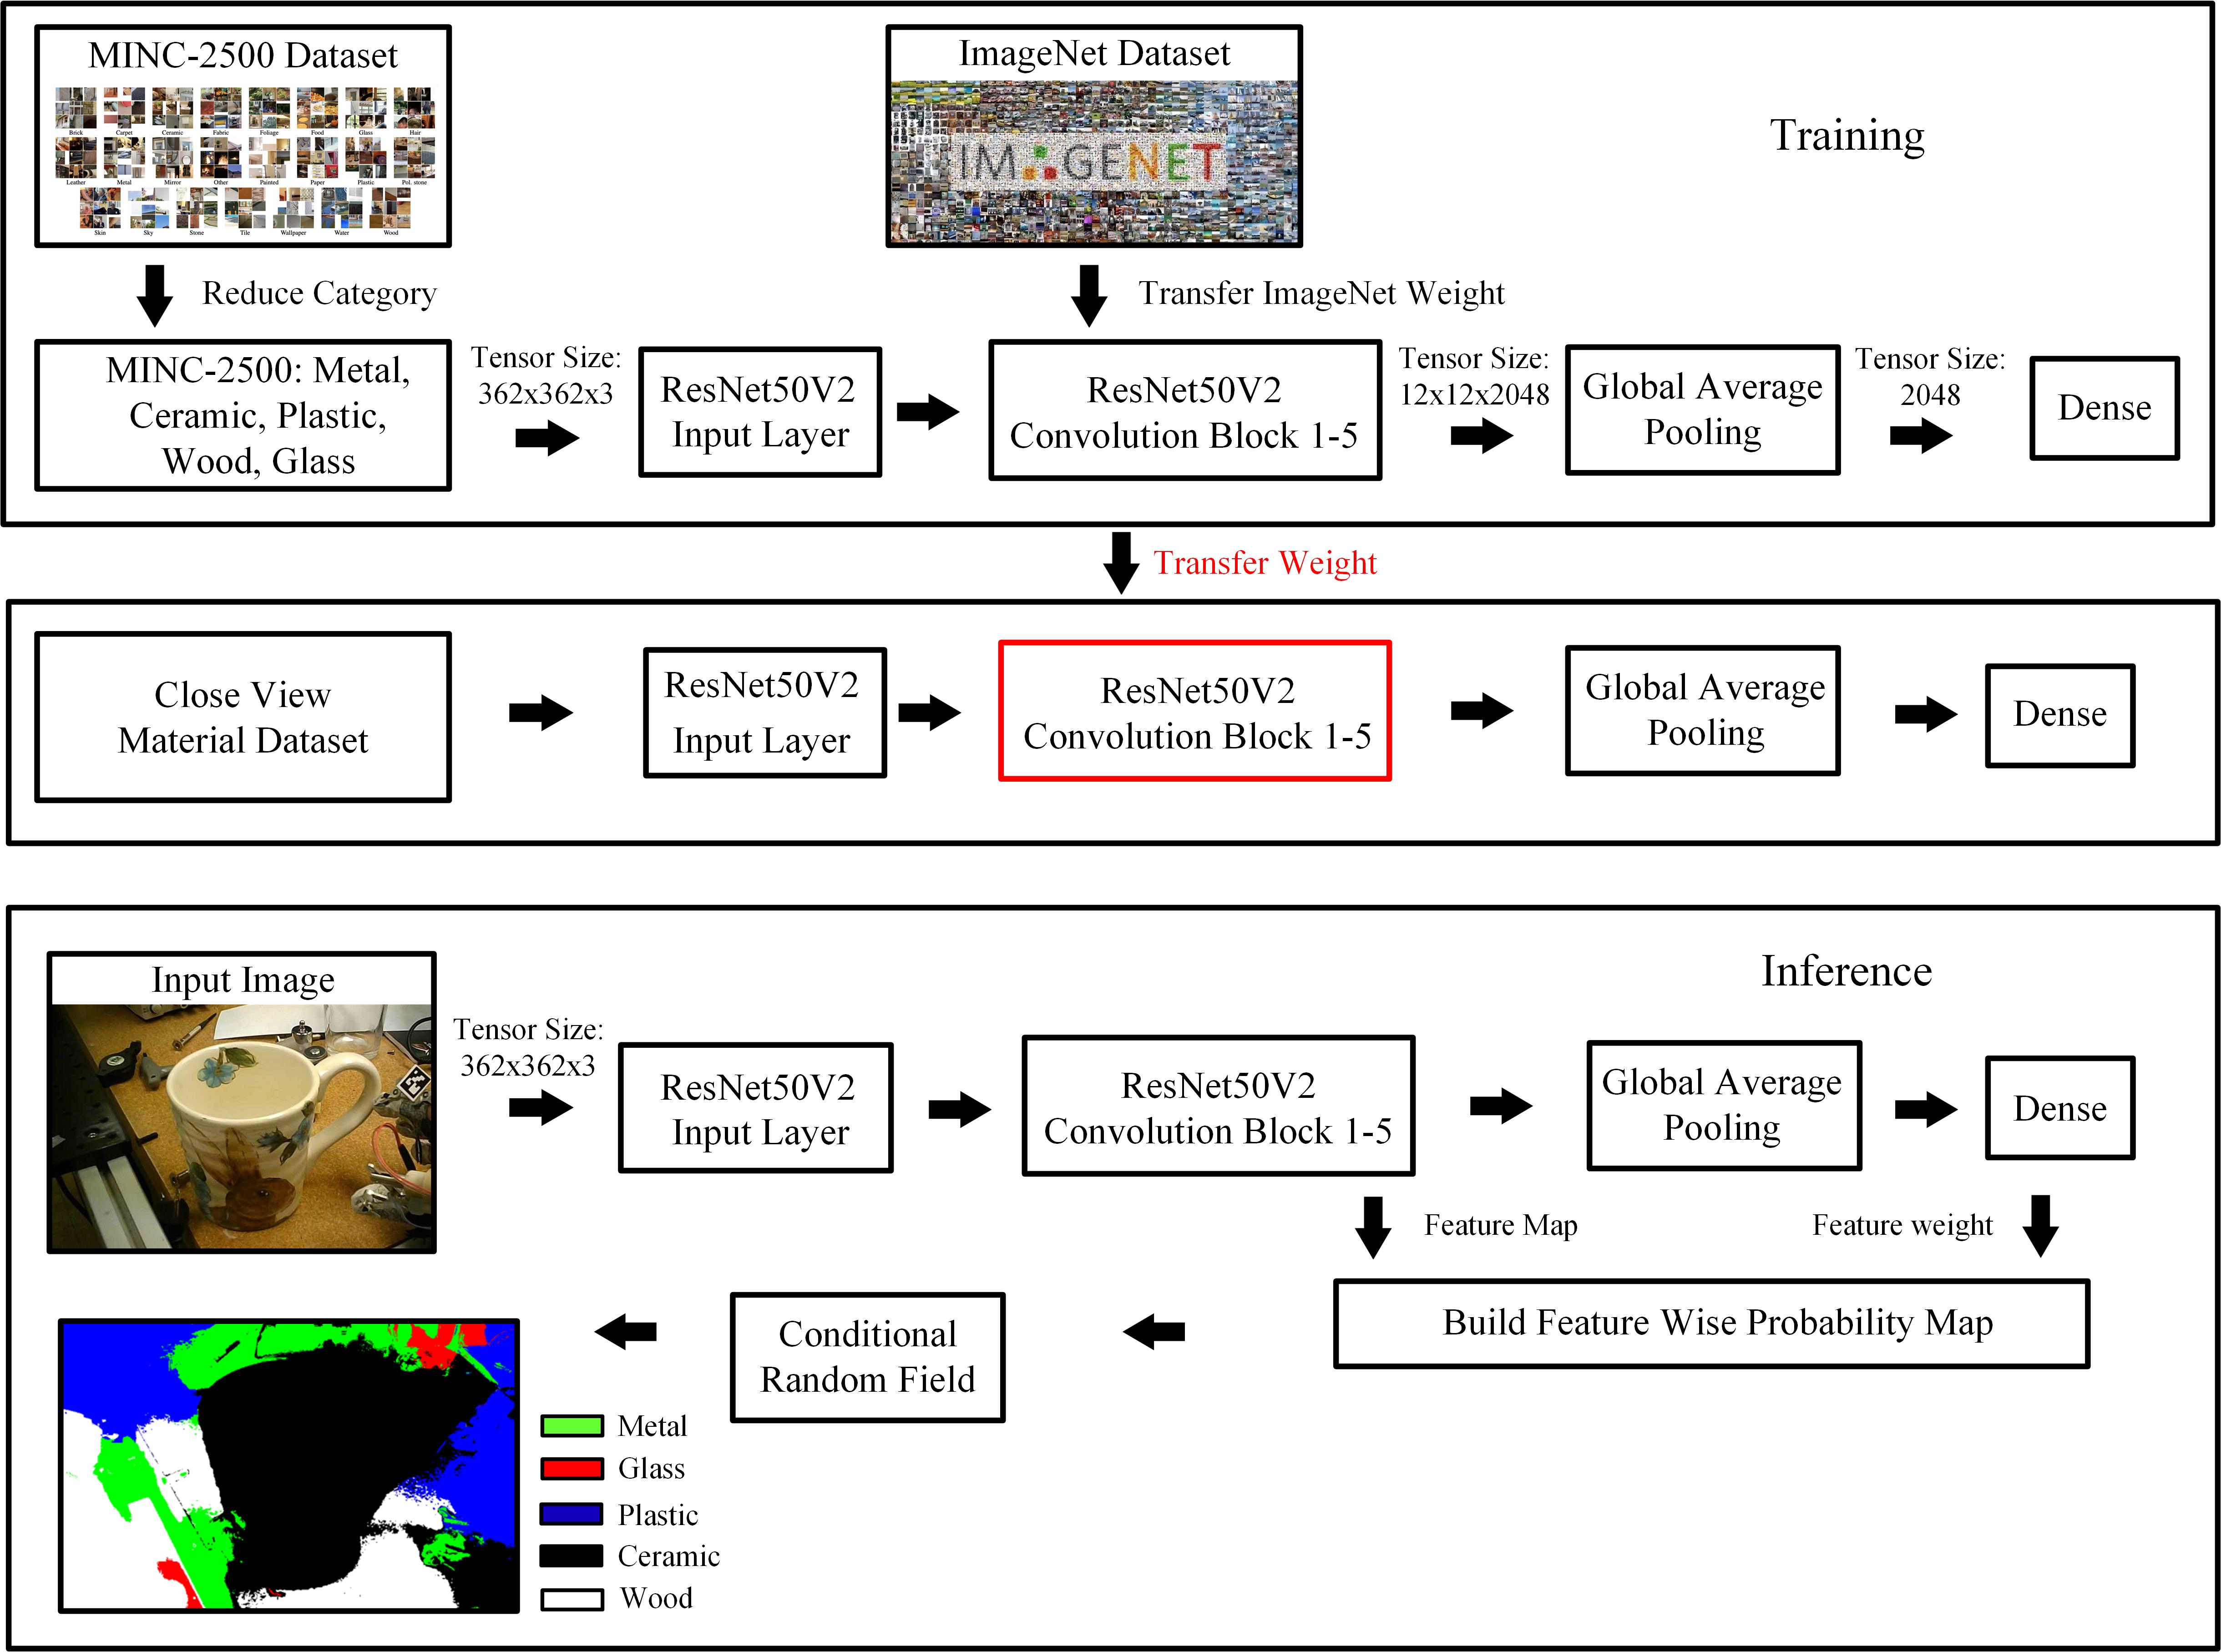 MINC-2500 Dataset
Brick Carpet Ceramic Fabric Foliage Food Glass Hair
Leather Metal Mirror Other Painted Paper Plastic Pol. stone
Skin Sky Stone Tile Wallpaper Water Wood
ImageNet Dataset
IMAGENET
Training
Reduce Category
Transfer ImageNet Weight
MINC-2500: Metal,
Ceramic, Plastic,
Wood, Glass
Tensor Size:
362x362x3
ResNet50V2
Input Layer
ResNet50V2
Convolution Block 1-5
Tensor Size:
12x12x2048
Global Average
Pooling
Tensor Size:
2048
Dense
Transfer Weight
Close View
Material Dataset
ResNet50V2
Input Layer
ResNet50V2
Convolution Block 1-5
Global Average
Pooling
Dense
Inference
Input Image
Tensor Size:
362x362x3
ResNet50V2
Input Layer
ResNet50V2
Convolution Block 1-5
Global Average
Pooling
Dense
Feature Map
Feature weight
Build Feature Wise Probability Map
Conditional
Random Field
Metal
Glass
Plastic
Ceramic
Wood